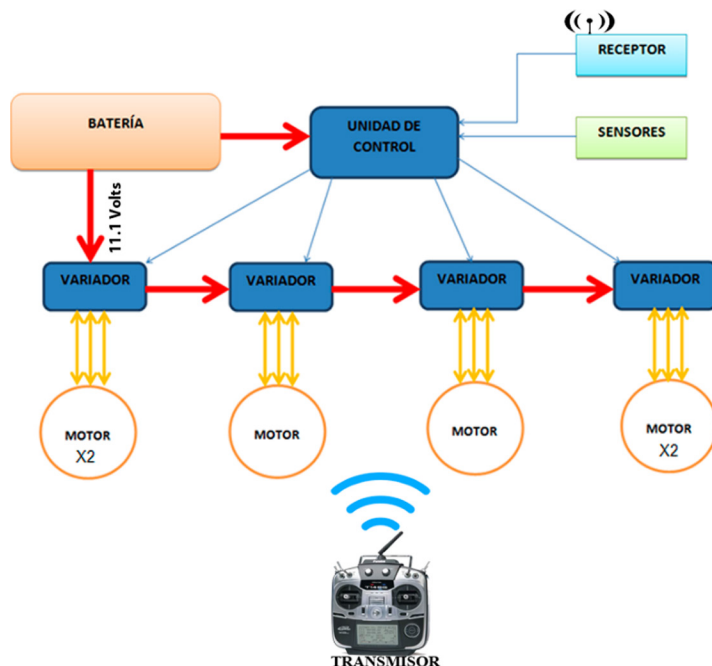 RECEPTOR
BATERÍA
UNIDAD DE
CONTROL
SENSORES
11.1 Volts
VARIADOR
VARIADOR
VARIADOR
VARIADOR
MOTOR
X2
MOTOR
MOTOR
MOTOR
X2
TRANSMISOR